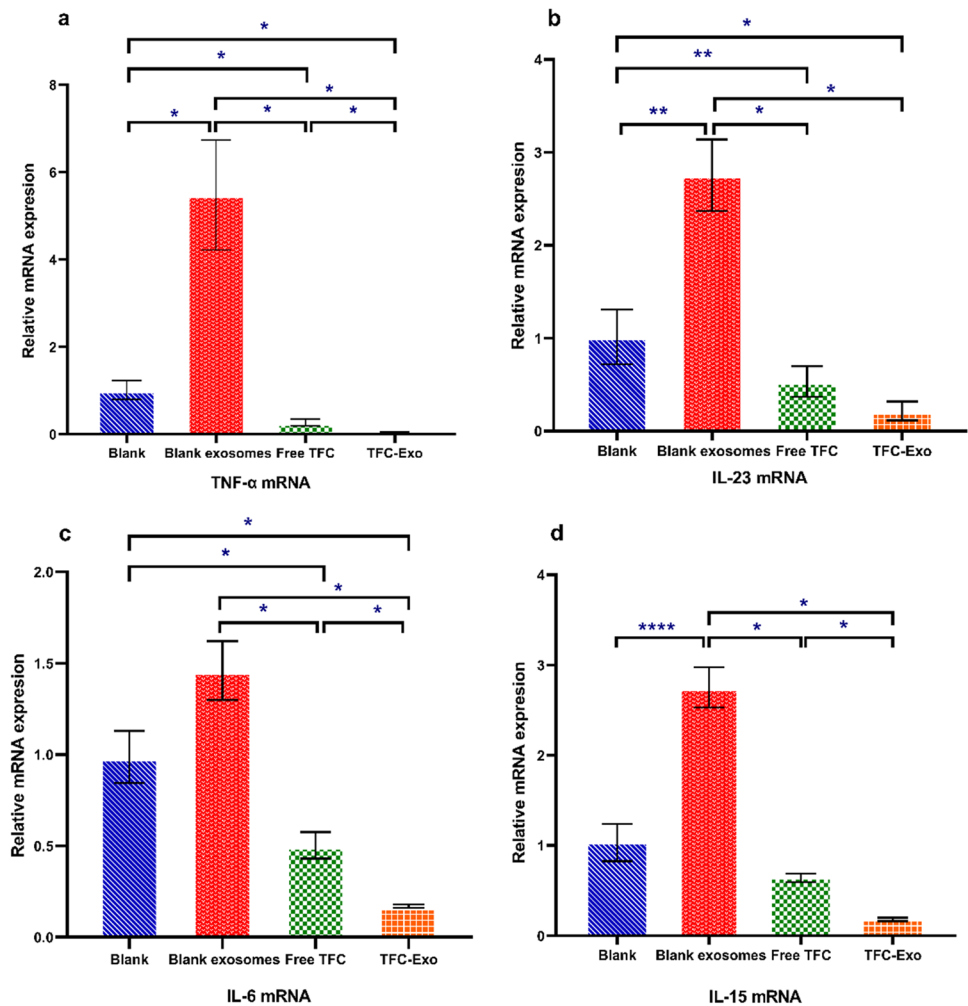 a
*
*
*
* * *
8
6
4
2
0
Relative mRNA expresion
Blank Blank exosomes Free TFC TFC-Exo
TNF-α mRNA
b
*
**
*
** *
4
3
2
1
0
Relative mRNA expresion
Blank Blank exosomes Free TFC TFC-Exo
IL-23 mRNA
c
*
*
*
* *
2.0
1.5
1.0
0.5
0.0
Relative mRNA expresion
Blank Blank exosomes Free TFC TFC-Exo
IL-6 mRNA
d
*
**** * *
4
3
2
1
0
Relative mRNA expresion
Blank Blank exosomes Free TFC TFC-Exo
IL-15 mRNA